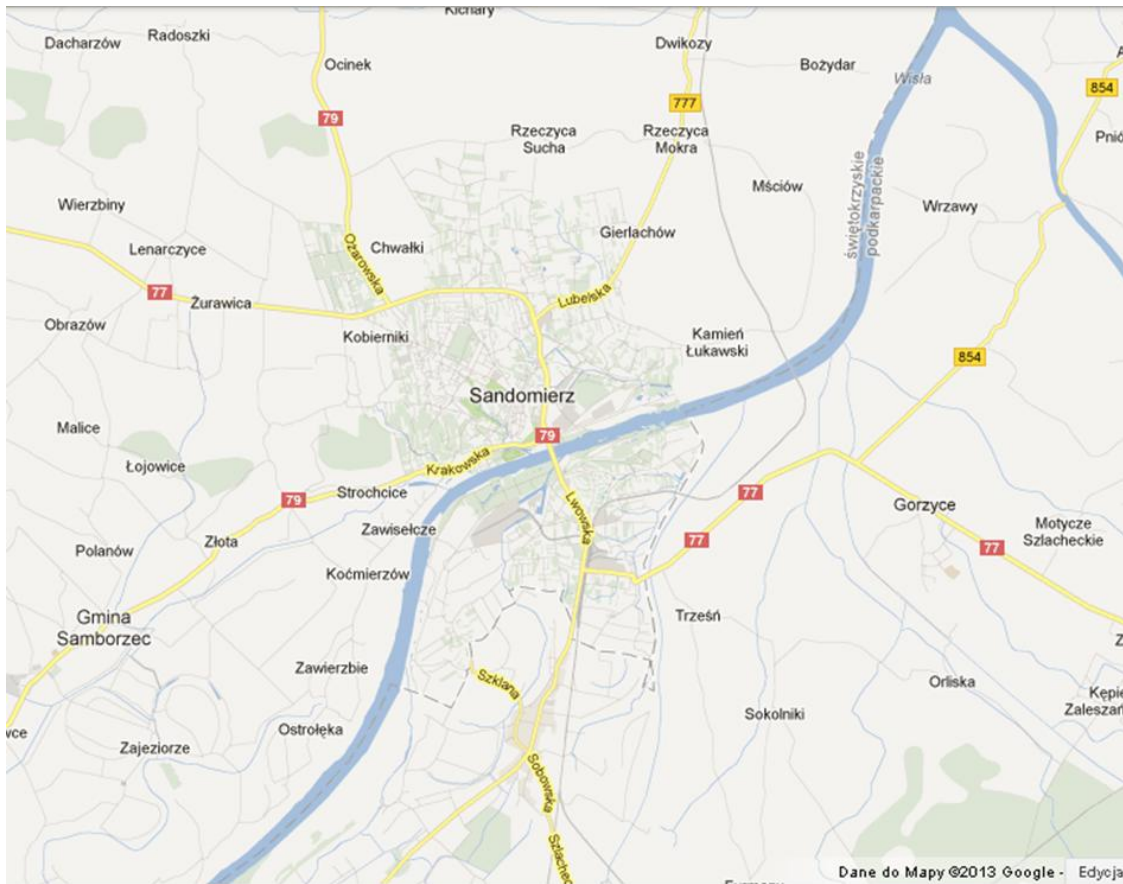 Kichary
Dacharzów
Radoszki
Dwikozy
Ocinek
Bożydar
Wisła
854
777
79
Rzeczyca
Sucha
Rzeczyca
Mokra
Mściów
świętokrzyskie
podkarpackie
Wierzbiny
Wrzawy
Lenarczyce
Chwałki
Ożarowska
Gierlachów
77
Żurawica
Lubelska
Obrazów
Kobierniki
Kamień
Łukawski
854
Sandomierz
Malice
79
Łojowice
Krakowska
Strochcice
79
77
Lwowska
Gorzyce
Zawisełcze
Złota
Polanów
77
77
Motycze
Szlacheckie
Koćmierzów
Gmina
Samborzec
Trześń
Zawierzbie
Szklana
Orliska
Sokolniki
Ostrołęka
Zajeziorze
Sobowska
Dane do Mapy ©2013 Google -
Edycja